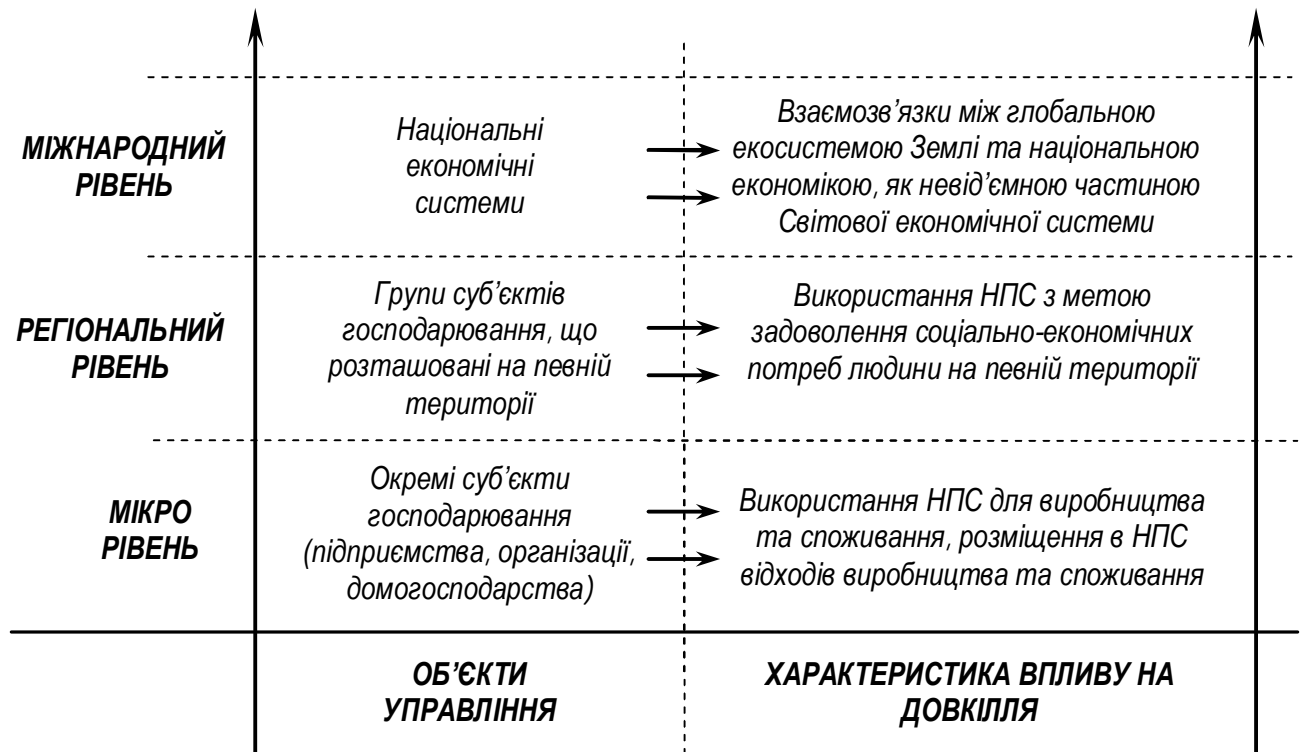 МІЖНАРОДНИЙ
РІВЕНЬ
Національні
економічні
системи
Взаємозв’язки між глобальною
екосистемою Землі та національною
економікою, як невід’ємною частиною
Світової економічної системи
РЕГІОНАЛЬНИЙ
РІВЕНЬ
Групи суб’єктів
господарювання, що
розташовані на певній
території
Використання НПС з метою
задоволення соціально-економічних
потреб людини на певній території
МІКРО
РІВЕНЬ
Окремі суб’єкти
господарювання
(підприємства, організації,
домогосподарства)
Використання НПС для виробництва
та споживання, розміщення в НПС
відходів виробництва та споживання
ОБ’ЄКТИ
УПРАВЛІННЯ
ХАРАКТЕРИСТИКА ВПЛИВУ НА
ДОВКІЛЛЯ